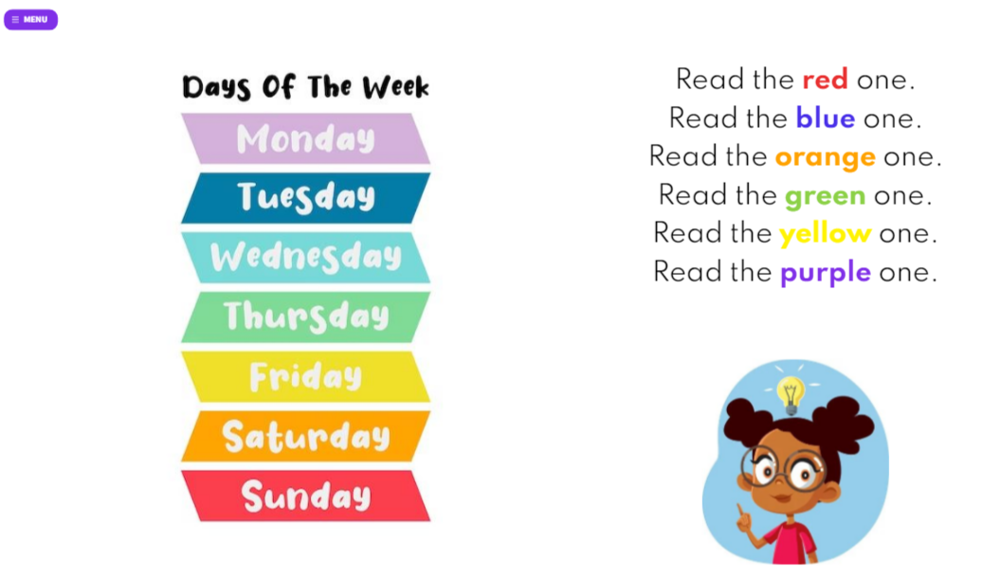 ☰ MENU
Days Of The Week
Monday
Tuesday
Wednesday
Thursday
Friday
Saturday
Sunday
Read the red one.
Read the blue one.
Read the orange one.
Read the green one.
Read the yellow one.
Read the purple one.